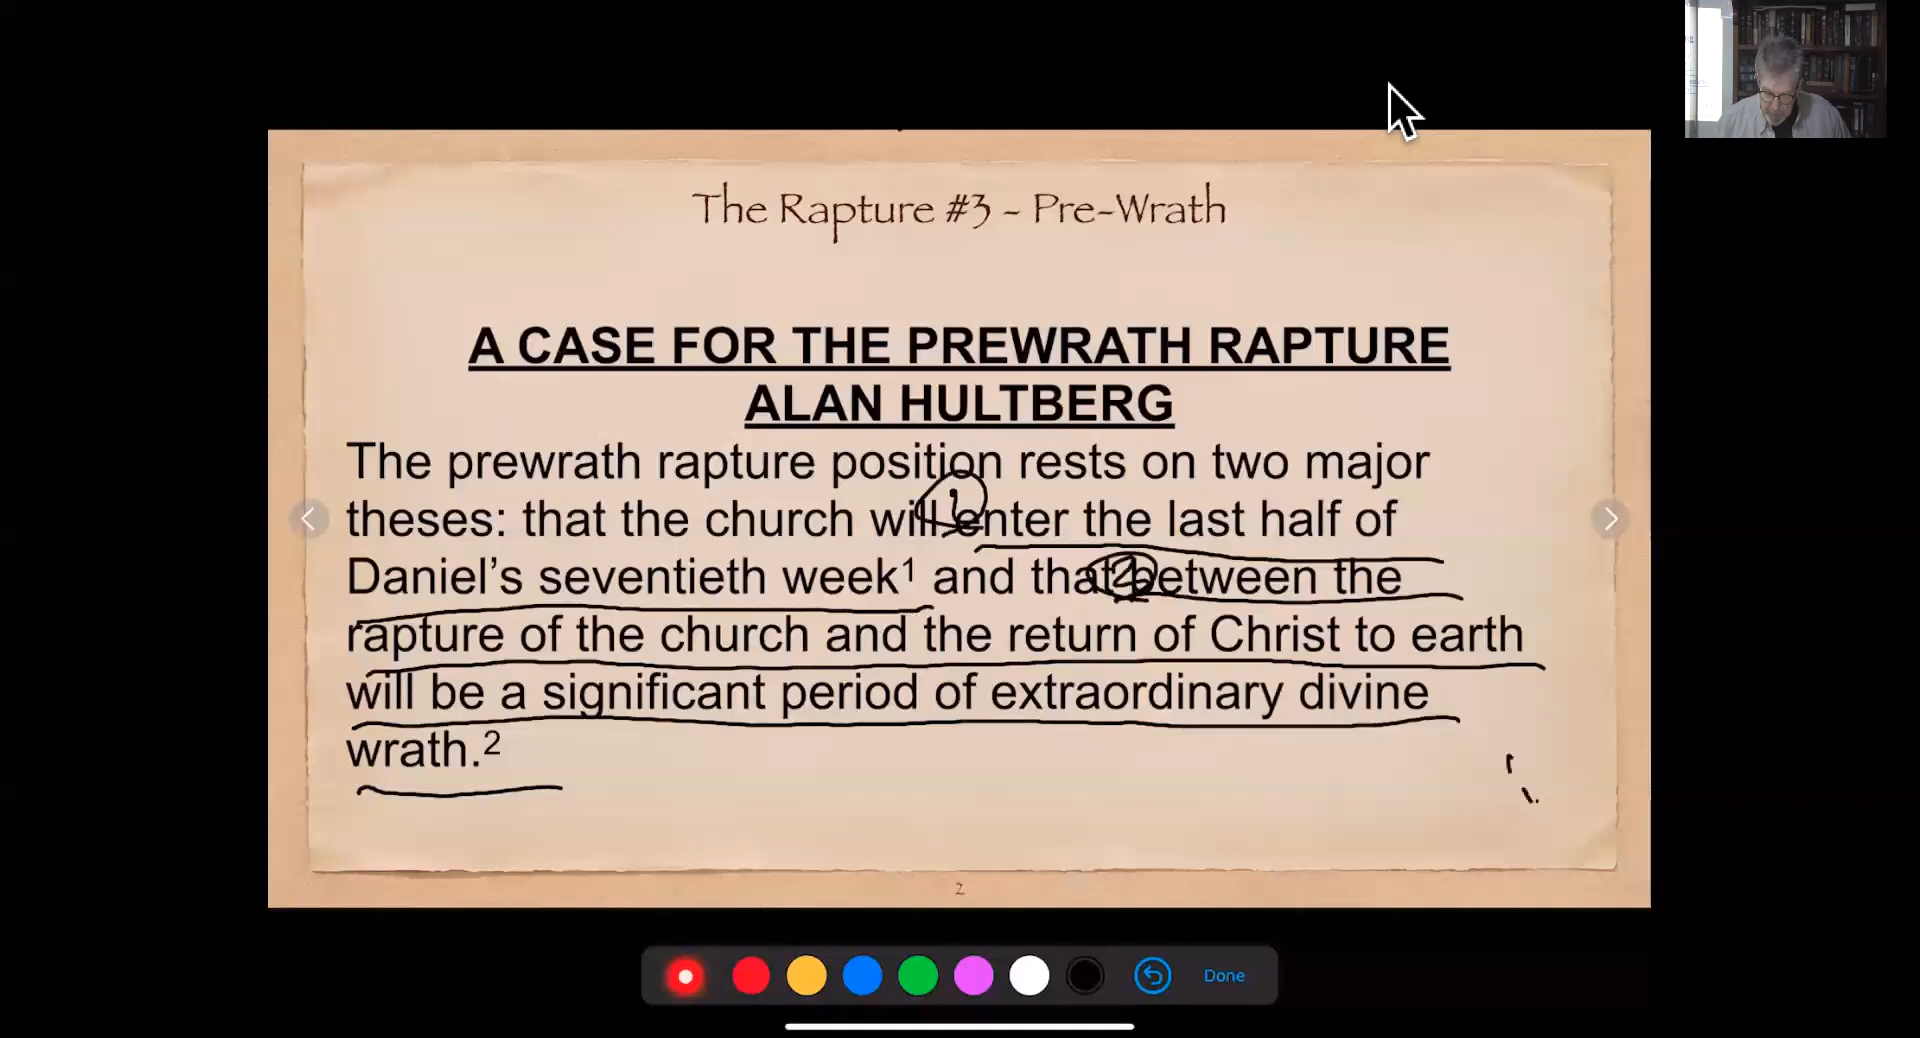 The Rapture #3 - Pre-Wrath
A CASE FOR THE PREWRATH RAPTURE
ALAN HULTBERG
The prewrath rapture position rests on two major
theses: that the church will enter the last half of
Daniel’s seventieth week¹ and that between the
rapture of the church and the return of Christ to earth
will be a significant period of extraordinary divine
wrath.²
1
2
2
Done